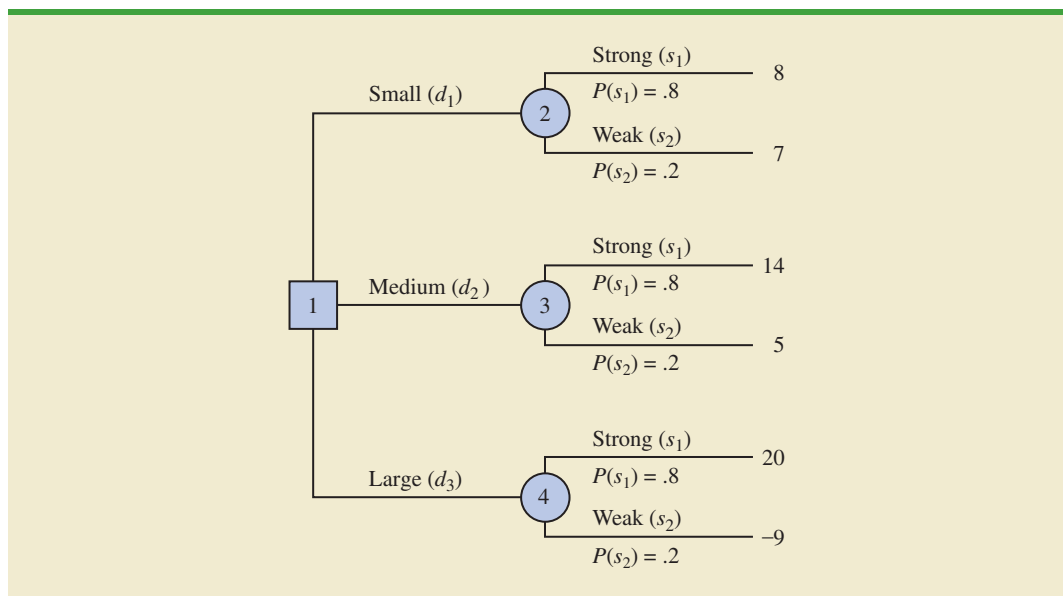 Strong (s₁)
8
Small (d₁)
P(s₁) = .8
2
Weak (s₂)
7
P(s₂) = .2
Strong (s₁)
14
Medium (d₂)
P(s₁) = .8
1
3
Weak (s₂)
5
P(s₂) = .2
Strong (s₁)
20
Large (d₃)
P(s₁) = .8
4
Weak (s₂)
–9
P(s₂) = .2